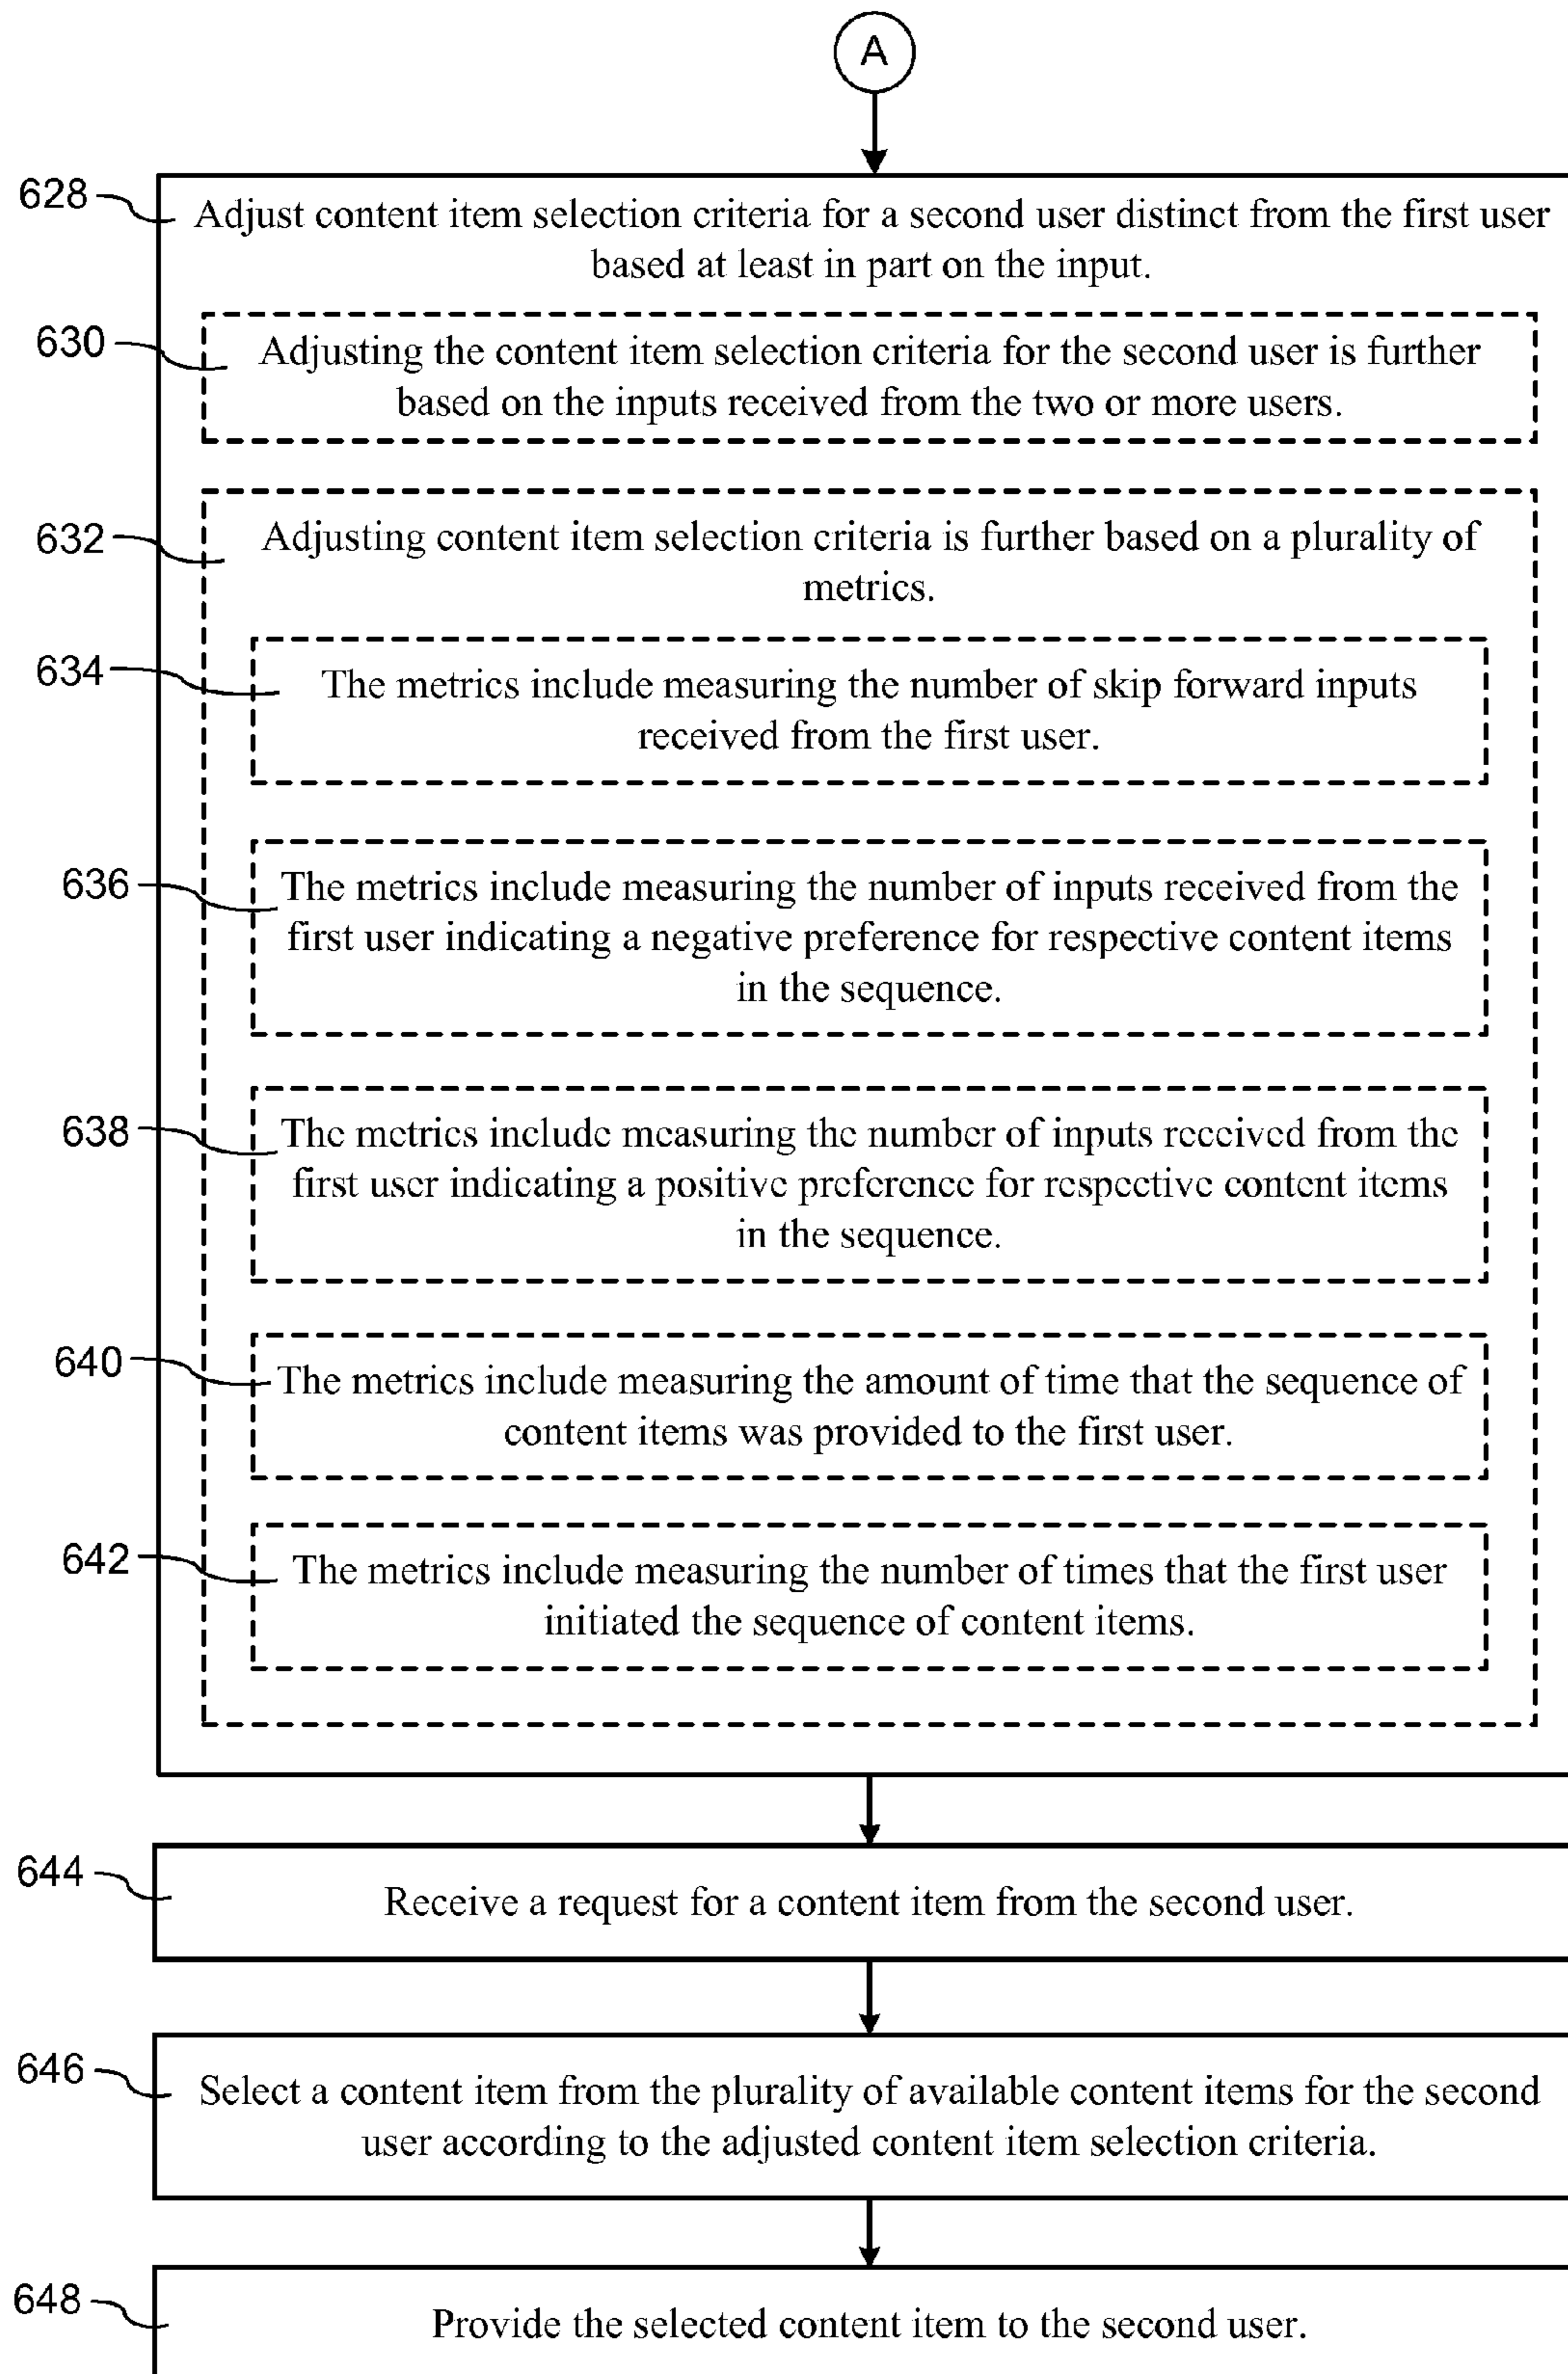 A
628
Adjust content item selection criteria for a second user distinct from the first user
based at least in part on the input.
630
Adjusting the content item selection criteria for the second user is further
based on the inputs received from the two or more users.
632
Adjusting content item selection criteria is further based on a plurality of
metrics.
634
The metrics include measuring the number of skip forward inputs
received from the first user.
636
The metrics include measuring the number of inputs received from the
first user indicating a negative preference for respective content items
in the sequence.
638
The metrics include measuring the number of inputs received from the
first user indicating a positive preference for respective content items
in the sequence.
640
The metrics include measuring the amount of time that the sequence of
content items was provided to the first user.
642
The metrics include measuring the number of times that the first user
initiated the sequence of content items.
644
Receive a request for a content item from the second user.
646
Select a content item from the plurality of available content items for the second
user according to the adjusted content item selection criteria.
648
Provide the selected content item to the second user.